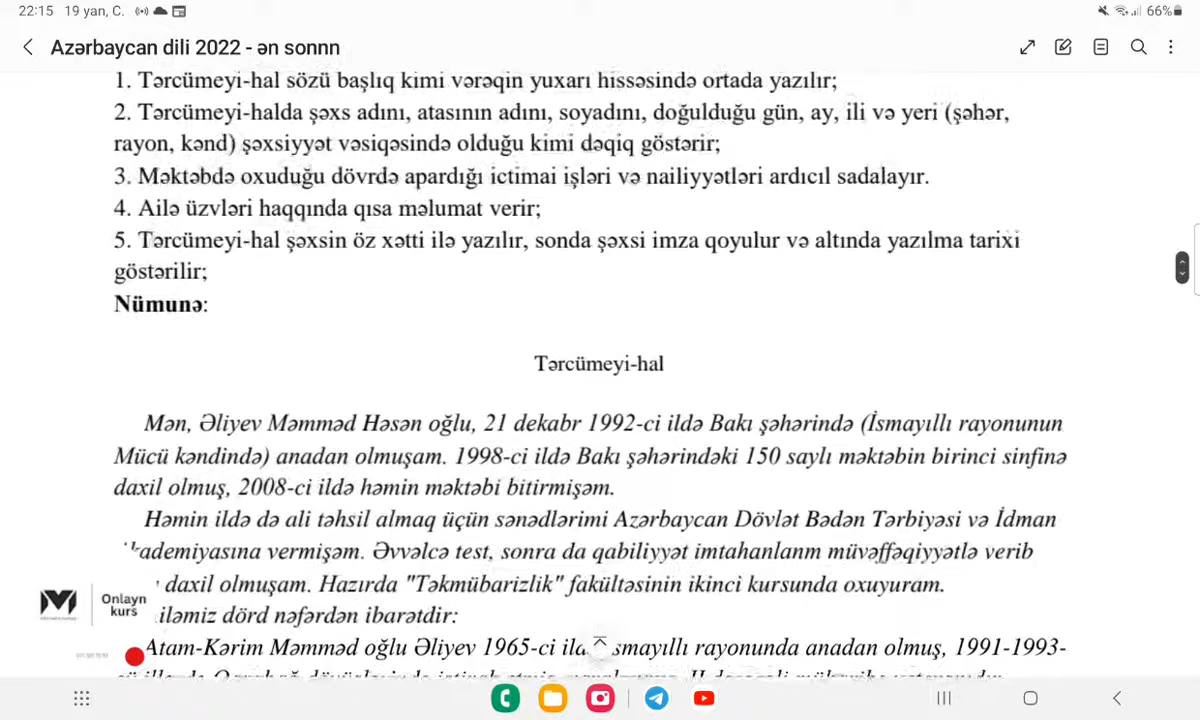 22:15 19 yan, C.
66%
Azərbaycan dili 2022 - ən sonnn
1. Tərcümeyi-hal sözü başlıq kimi vərəqin yuxarı hissəsində ortada yazılır;
2. Tərcümeyi-halda şəxs adını, atasının adını, soyadını, doğulduğu gün, ay, ili və yeri (şəhər,
rayon, kənd) şəxsiyyət vəsiqəsində olduğu kimi dəqiq göstərir;
3. Məktəbdə oxuduğu dövrdə apardığı ictimai işləri və nailiyyətləri ardıcıl sadalayır.
4. Ailə üzvləri haqqında qısa məlumat verir;
5. Tərcümeyi-hal şəxsin öz xətti ilə yazılır, sonda şəxsi imza qoyulur və altında yazılma tarixi
göstərilir;
Nümunə:
Tərcümeyi-hal
Mən, Əliyev Məmməd Həsən oğlu, 21 dekabr 1992-ci ildə Bakı şəhərində (İsmayıllı rayonunun
Mücü kəndində) anadan olmuşam. 1998-ci ildə Bakı şəhərindəki 150 saylı məktəbin birinci sinfinə
daxil olmuş, 2008-ci ildə həmin məktəbi bitirmişəm.
Həmin ildə də ali təhsil almaq üçün sənədlərimi Azərbaycan Dövlət Bədən Tərbiyəsi və İdman
kademiyasına vermişəm. Əvvəlcə test, sonra da qabiliyyət imtahanlanm müvəffəqiyyətlə verib
daxil olmuşam. Hazırda "Təkmübarizlik" fakültəsinin ikinci kursunda oxuyuram.
Onlayn
kurs
iləmiz dörd nəfərdən ibarətdir:
Atam-Kərim Məmməd oğlu Əliyev 1965-ci ildə smayıllı rayonunda anadan olmuş, 1991-1993-